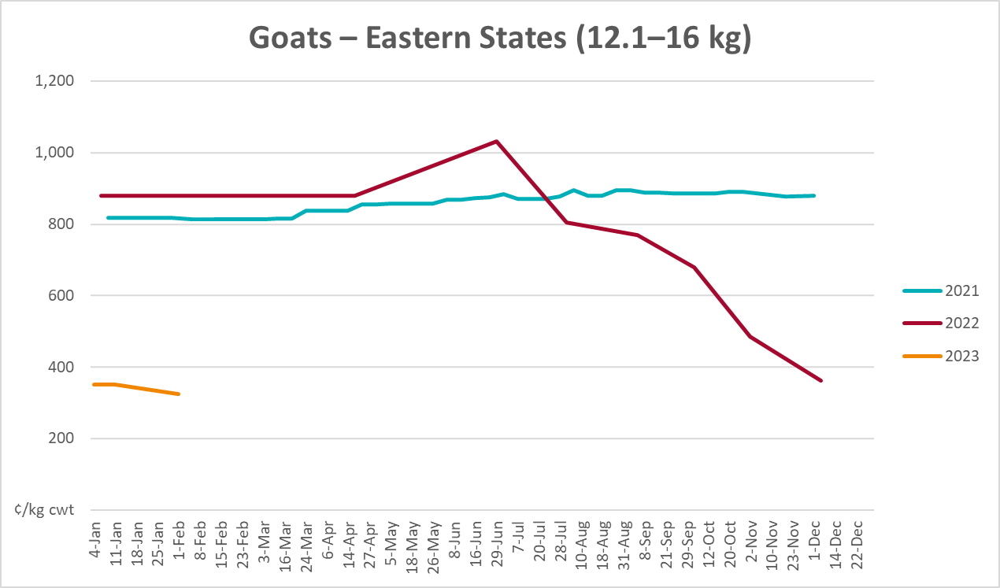 Goats – Eastern States (12.1–16 kg)
1,200
1,000
800
600
400
200
¢/kg cwt
4-Jan
11-Jan
18-Jan
25-Jan
1-Feb
8-Feb
15-Feb
23-Feb
3-Mar
16-Mar
24-Mar
6-Apr
14-Apr
27-Apr
5-May
18-May
26-May
8-Jun
16-Jun
29-Jun
7-Jul
20-Jul
28-Jul
10-Aug
18-Aug
31-Aug
8-Sep
21-Sep
29-Sep
12-Oct
20-Oct
2-Nov
10-Nov
23-Nov
1-Dec
14-Dec
22-Dec
2021
2022
2023